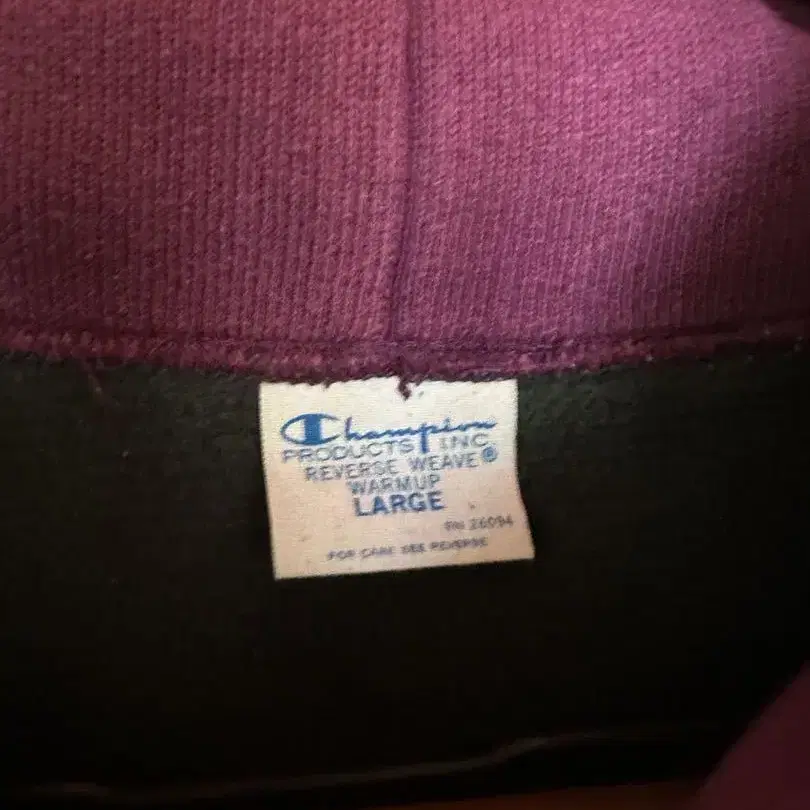 Champion
PRODUCTS INC.
REVERSE WEAVE®
WARMUP
LARGE
RN 26094
FOR CARE SEE REVERSE